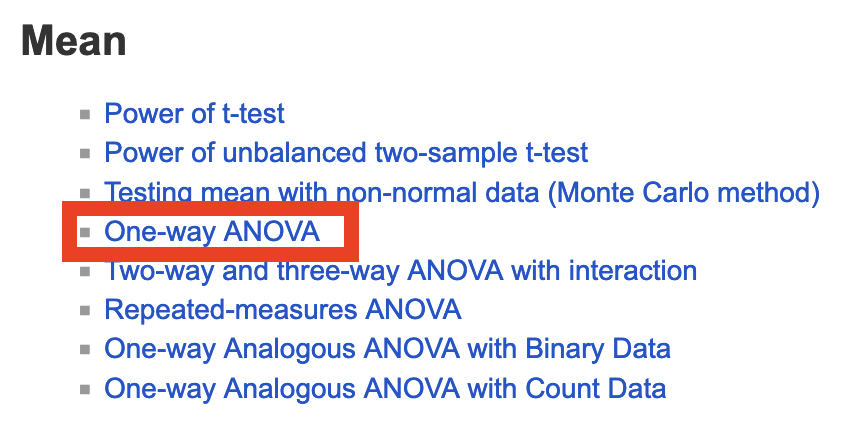 Mean
Power of t-test
Power of unbalanced two-sample t-test
Testing mean with non-normal data (Monte Carlo method)
One-way ANOVA
Two-way and three-way ANOVA with interaction
Repeated-measures ANOVA
One-way Analogous ANOVA with Binary Data
One-way Analogous ANOVA with Count Data